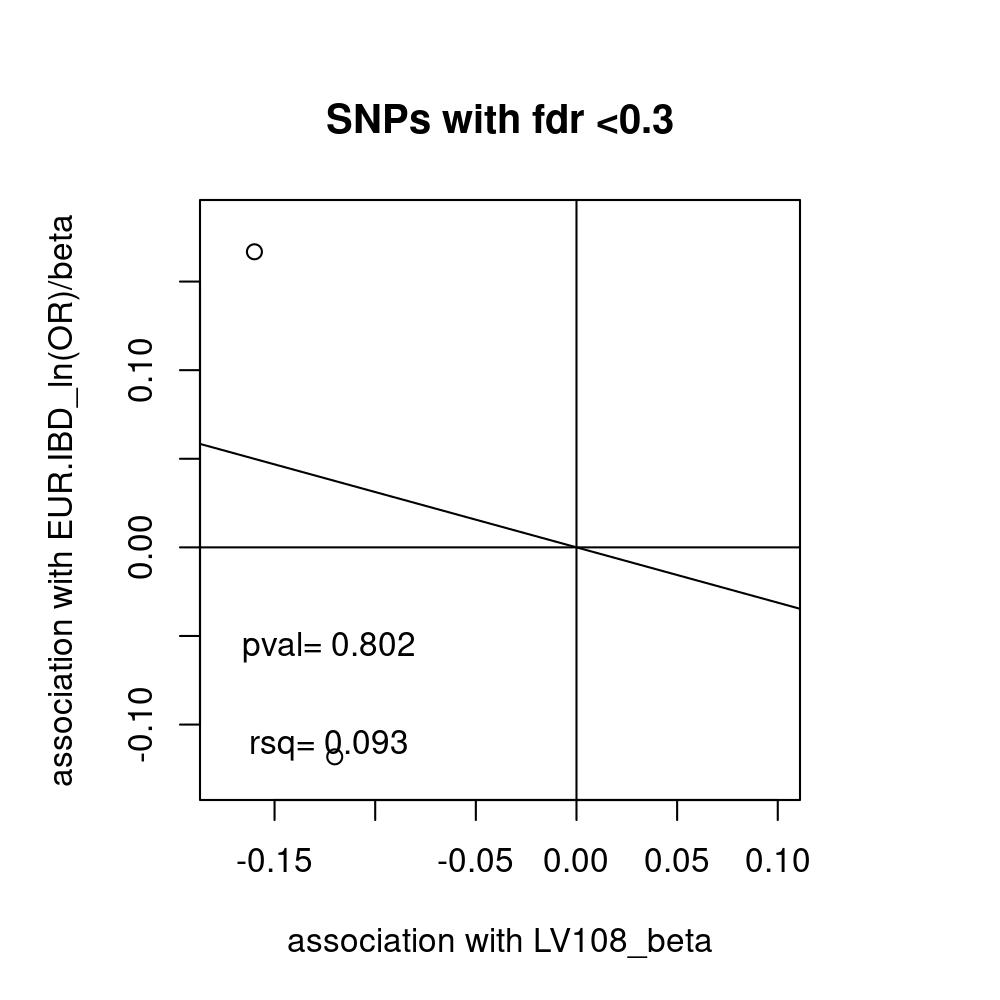 SNPs with fdr <0.3
association with EUR.IBD_ln(OR)/beta
0.10
0.00
-0.10
pval= 0.802
rsq= 0.093
-0.15 -0.05 0.00 0.05 0.10
association with LV108_beta